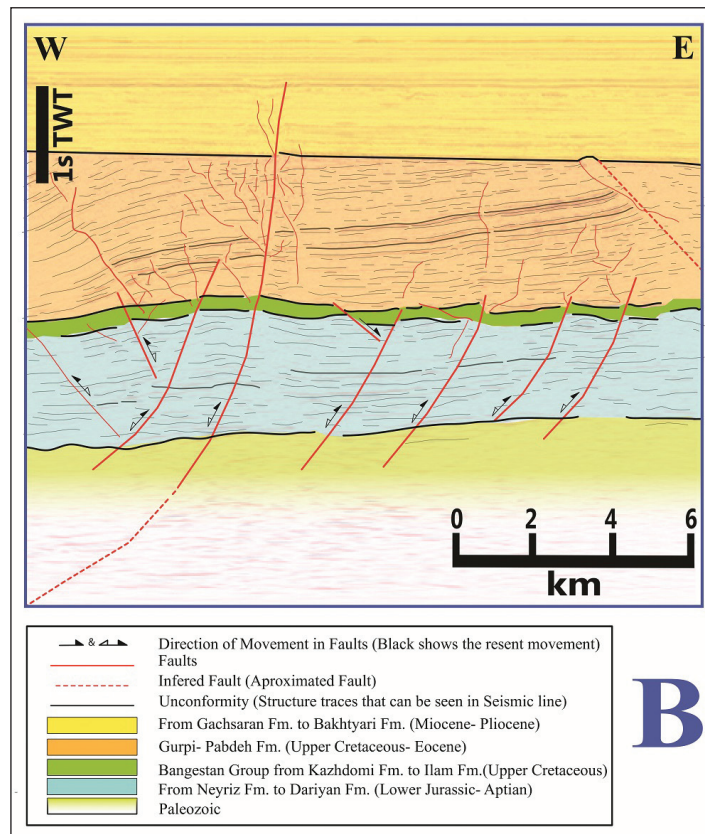 W
E
1s TWT
0 2 4 6
km
& Direction of Movement in Faults (Black shows the resent movement)
Faults
Infered Fault (Aproximated Fault)
Unconformity (Structure traces that can be seen in Seismic line)
From Gachsaran Fm. to Bakhtyari Fm. (Miocene- Pliocene)
Gurpi- Pabdeh Fm. (Upper Cretaceous- Eocene)
Bangestan Group from Kazhdomi Fm. to Ilam Fm.(Upper Cretaceous)
From Neyriz Fm. to Dariyan Fm. (Lower Jurassic- Aptian)
Paleozoic
B